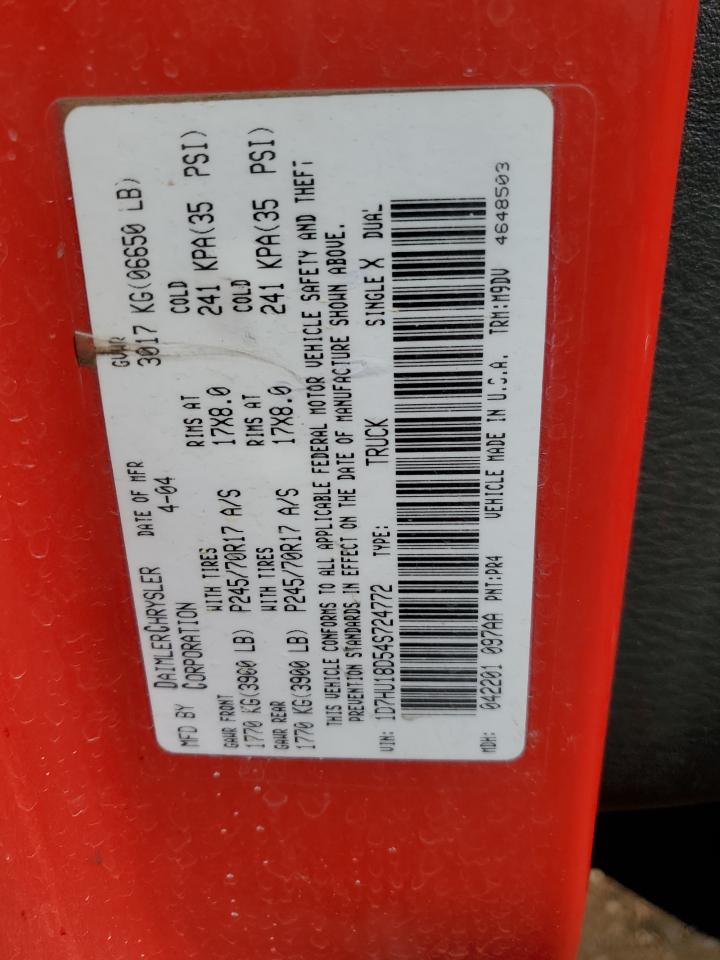 MFD BY DAIMLERCHRYSLER CORPORATION
DATE OF MFR 4-04
GVWR 3017 KG(06650 LB)
GAWR FRONT WITH TIRES RIMS AT COLD
1770 KG(3900 LB) P245/70R17 A/S 17X8.0 241 KPA(35 PSI)
GAWR REAR WITH TIRES RIMS AT COLD
1770 KG(3900 LB) P245/70R17 A/S 17X8.0 241 KPA(35 PSI)
THIS VEHICLE CONFORMS TO ALL APPLICABLE FEDERAL MOTOR VEHICLE SAFETY AND THEFT
PREVENTION STANDARDS IN EFFECT ON THE DATE OF MANUFACTURE SHOWN ABOVE.
VIN: 1D7HU18D54S724772 TYPE: TRUCK SINGLE X DUAL
MDH: 042201 097AA PNT:PR4 VEHICLE MADE IN U.S.A. TRM:M9DV 4648503